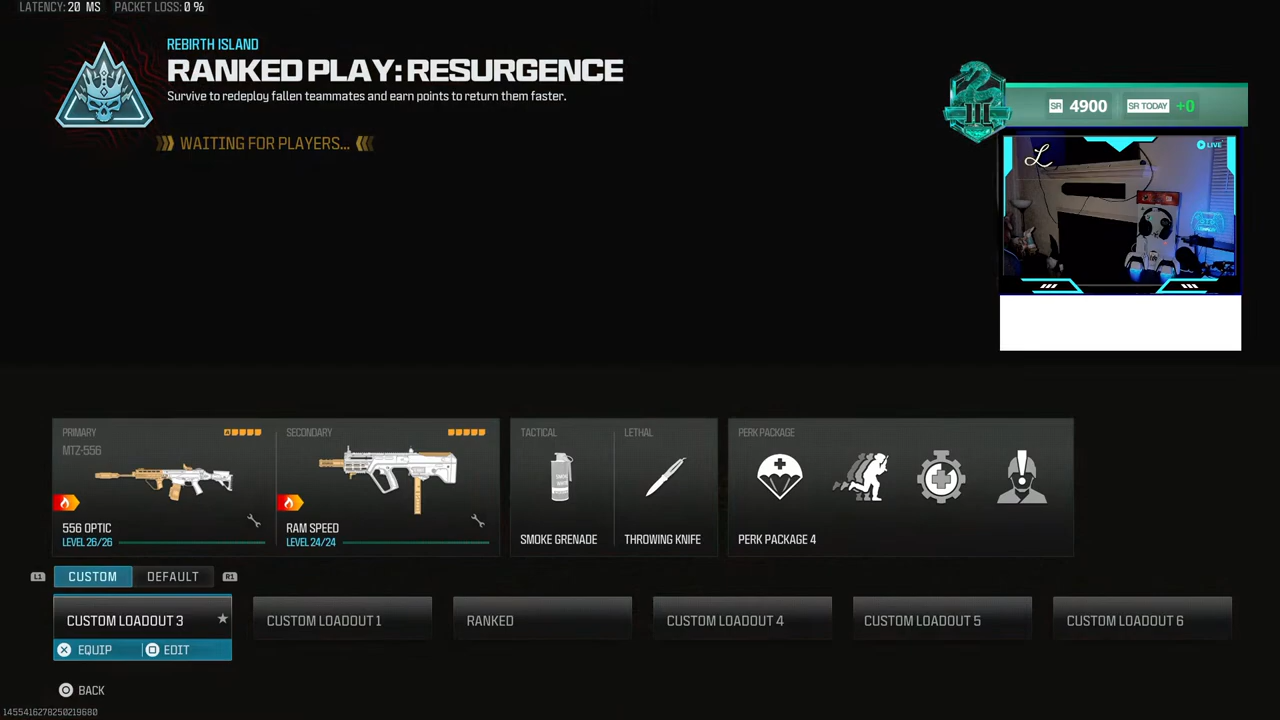 LATENCY: 20 MS PACKET LOSS: 0 %
REBIRTH ISLAND
RANKED PLAY: RESURGENCE
Survive to redeploy fallen teammates and earn points to return them faster.
WAITING FOR PLAYERS...
III
SR 4900 SR TODAY +0
L
LIVE
PRIMARY
MTZ-556
556 OPTIC
LEVEL 26/26
SECONDARY
RAM SPEED
LEVEL 24/24
TACTICAL
SMOKE GRENADE
LETHAL
THROWING KNIFE
PERK PACKAGE
PERK PACKAGE 4
L1 CUSTOM DEFAULT R1
CUSTOM LOADOUT 3
CUSTOM LOADOUT 1
RANKED
CUSTOM LOADOUT 4
CUSTOM LOADOUT 5
CUSTOM LOADOUT 6
EQUIP EDIT
BACK
1455416278250219680